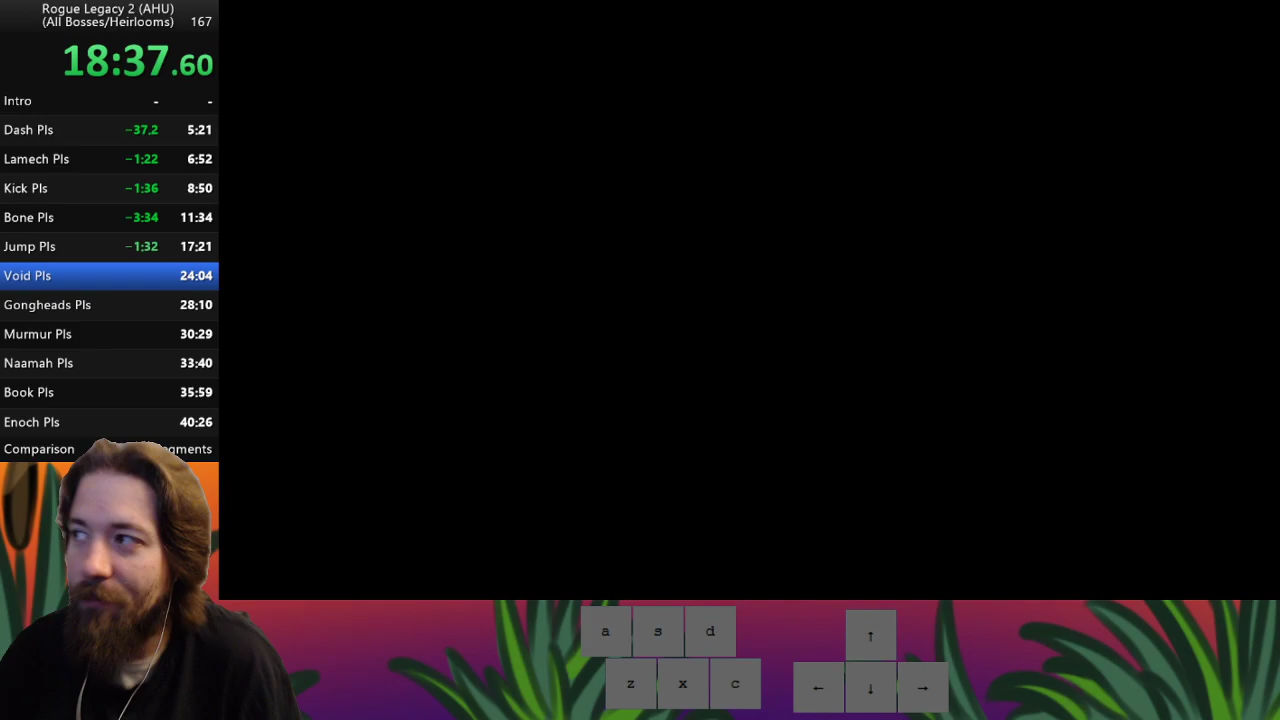 Rogue Legacy 2 (AHU)
(All Bosses/Heirlooms) 167
18:37.60
Intro - -
Dash Pls -37.2 5:21
Lamech Pls -1:22 6:52
Kick Pls -1:36 8:50
Bone Pls -3:34 11:34
Jump Pls -1:32 17:21
Void Pls 24:04
Gongheads Pls 28:10
Murmur Pls 30:29
Naamah Pls 33:40
Book Pls 35:59
Enoch Pls 40:26
Comparison
a s d ↑
z x c ← ↓ →